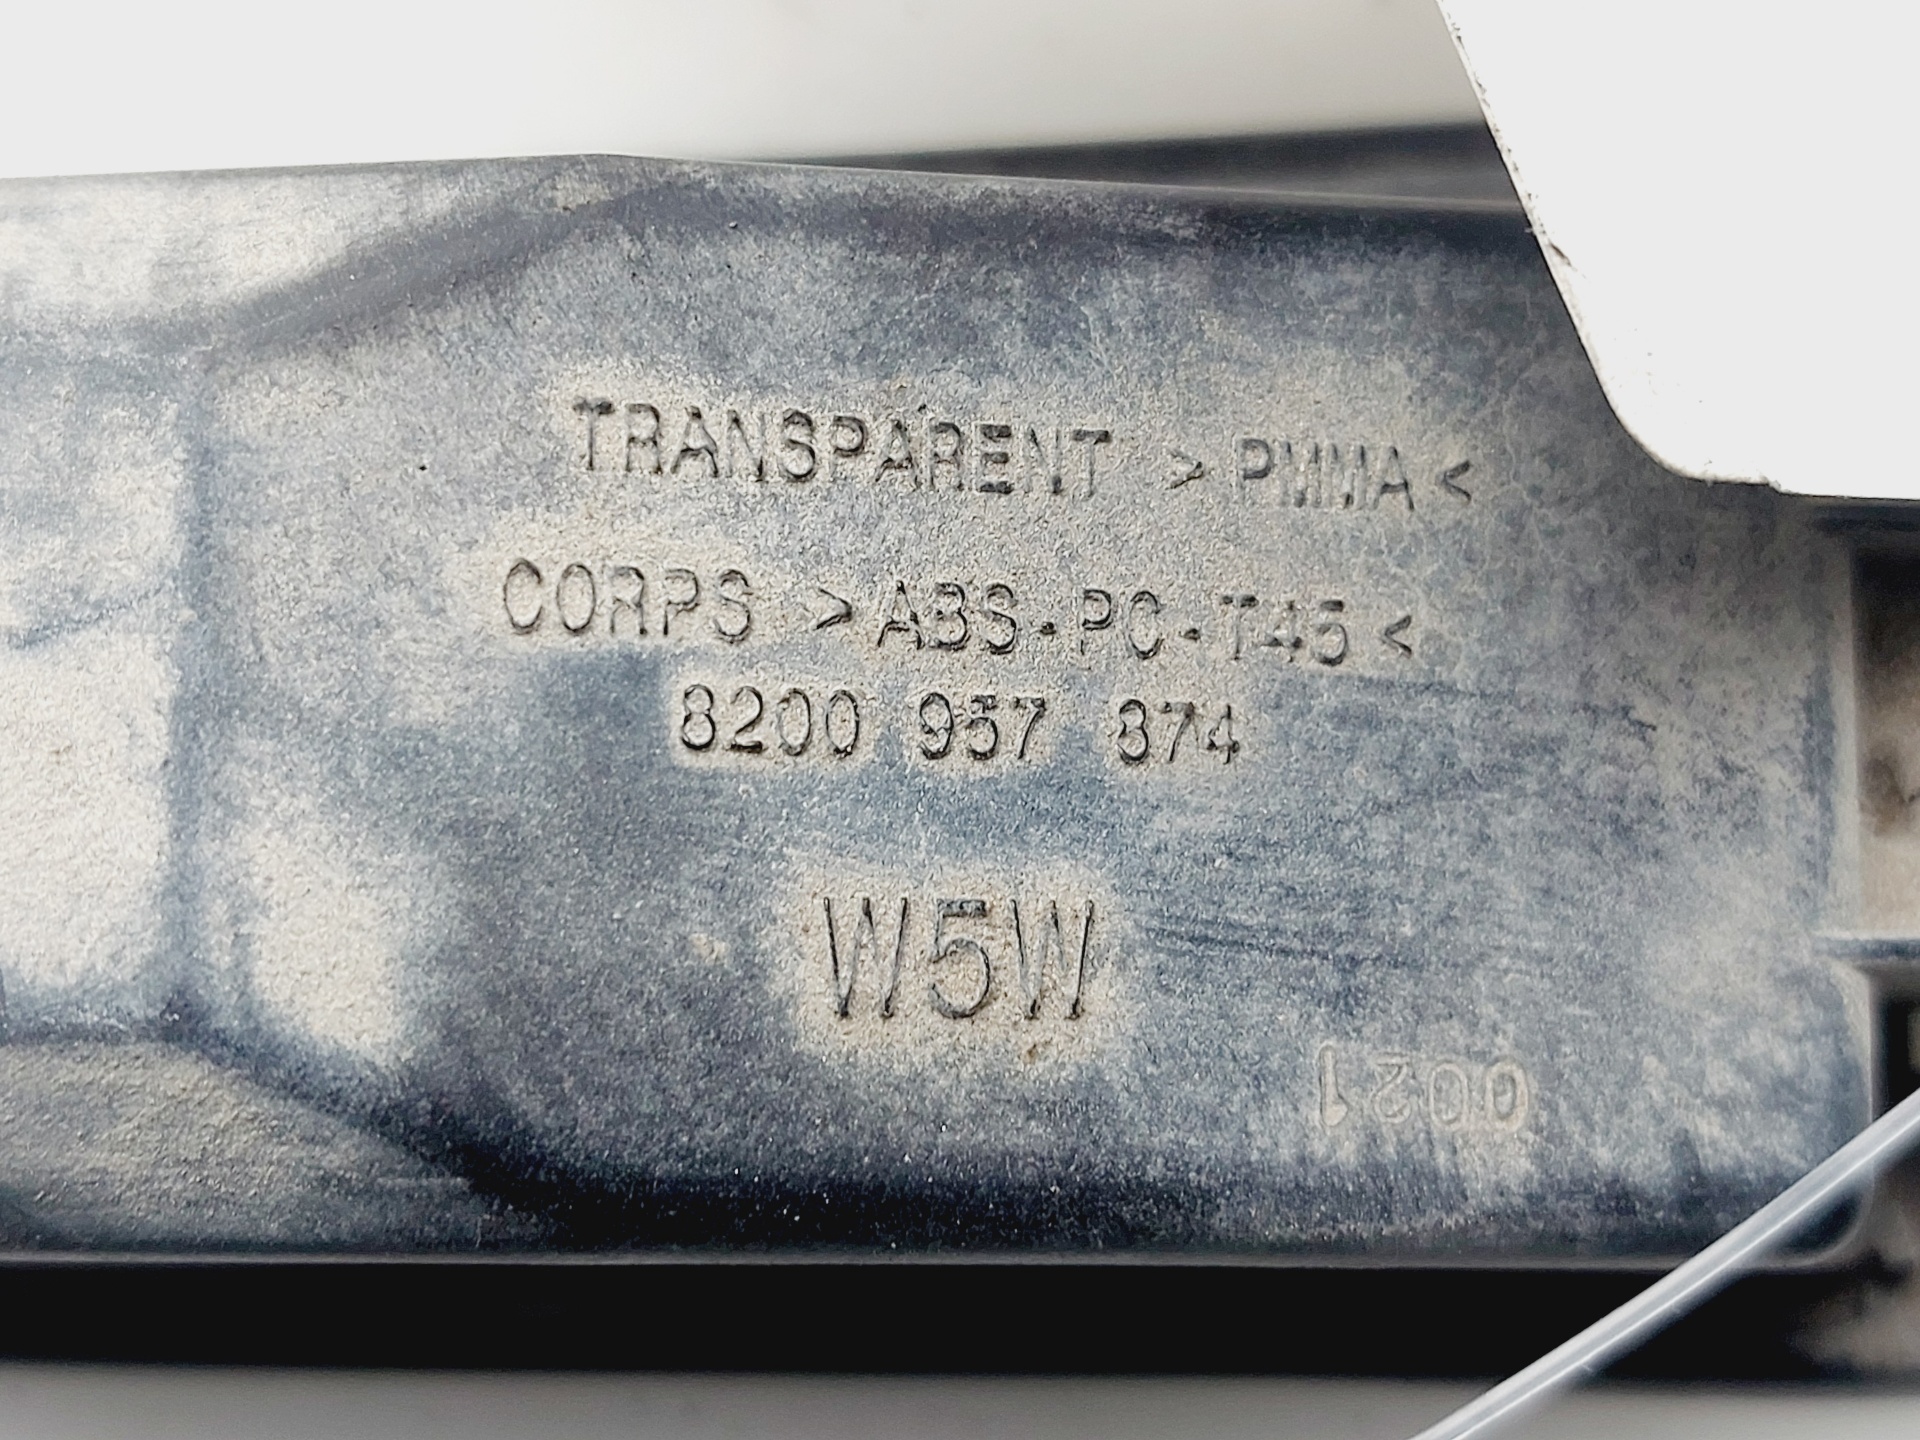 TRANSPARENT >PMMA<
CORPS >ABS-PC-T45<
8200 957 874
W5W
0021